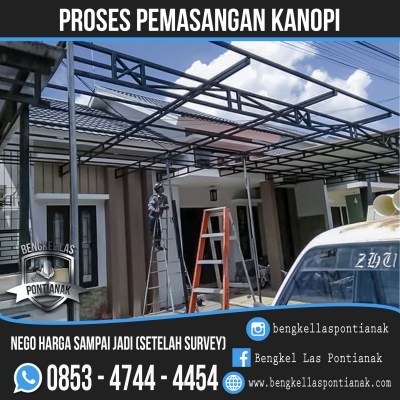 PROSES PEMASANGAN KANOPI
BENGKEL LAS
PONTIANAK
ZHU
bengkellaspontianak
NEGO HARGA SAMPAI JADI (SETELAH SURVEY)
Bengkel Las Pontianak
0853 - 4744 - 4454
www.bengkellaspontianak.com